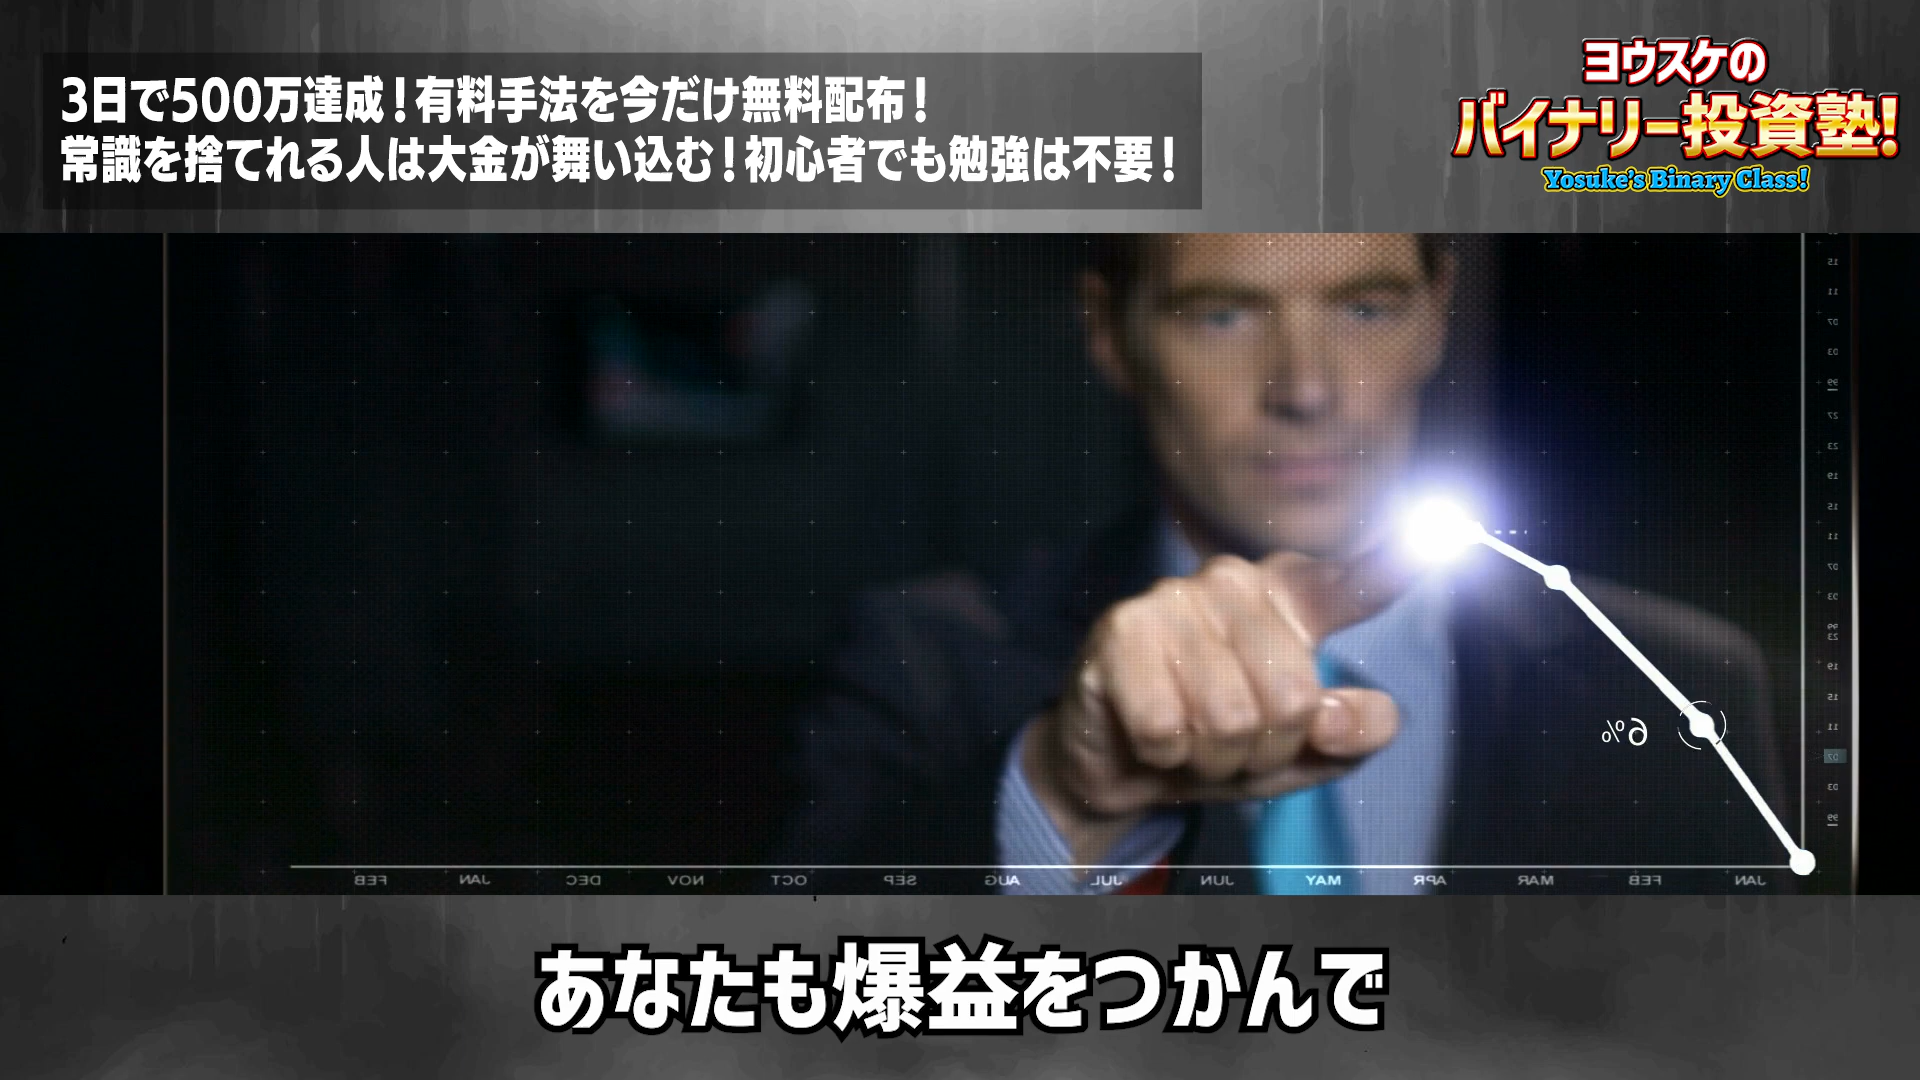 3日で500万達成！有料手法を今だけ無料配布！
常識を捨てれる人は大金が舞い込む！初心者でも勉強は不要！
ヨウスケの
バイナリー投資塾！
Yosuke's Binary Class!
6%
FEB JAN DEC NOV OCT SEP AUG JUL JUN MAY APR MAR FEB JAN
あなたも爆益をつかんで